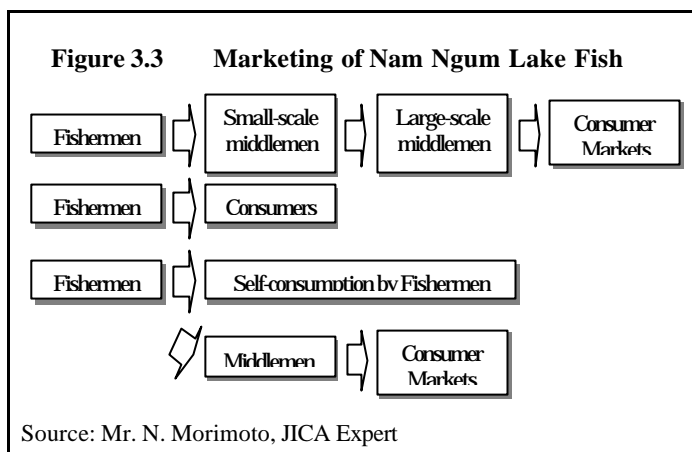 Figure 3.3 Marketing of Nam Ngum Lake Fish
Fishermen
Small-scale
middlemen
Large-scale
middlemen
Consumer
Markets
Fishermen
Consumers
Fishermen
Self-consumption by Fishermen
Middlemen
Consumer
Markets
Source: Mr. N. Morimoto, JICA Expert